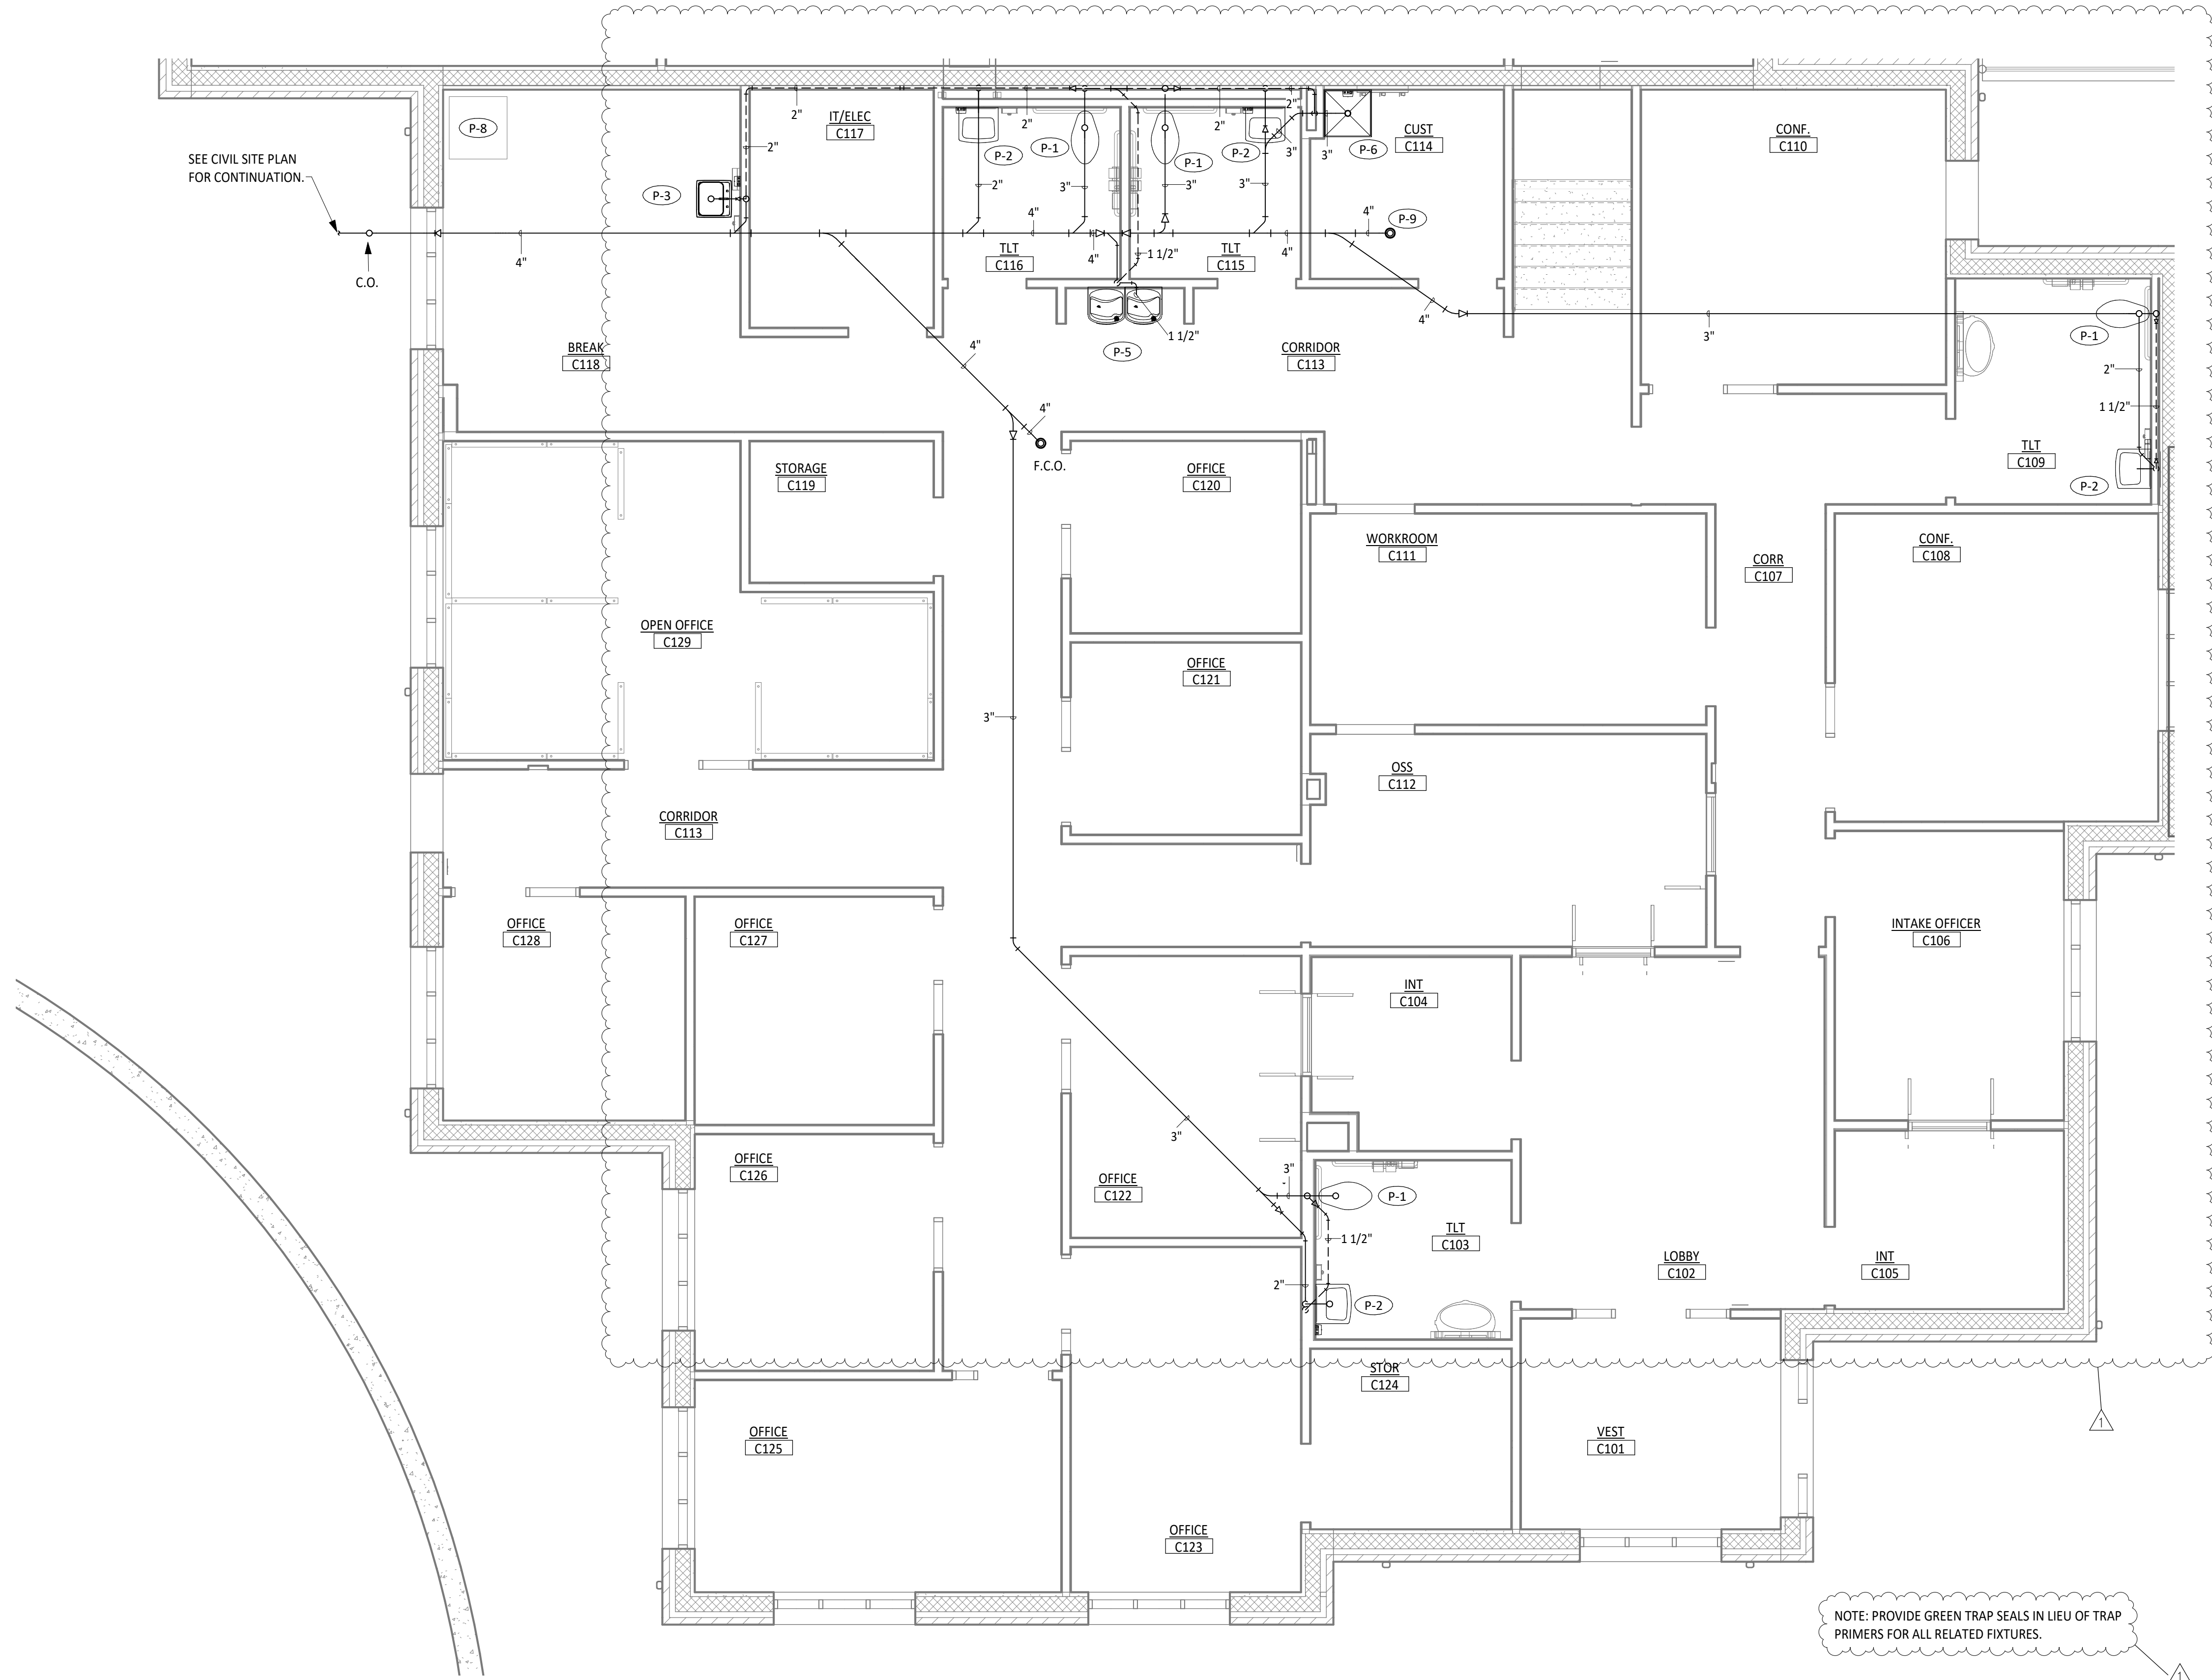 SEE CIVIL SITE PLAN
FOR CONTINUATION.
C.O.
4"
P-8
P-3
2"
2"
IT/ELEC
C117
2"
P-2
P-1
2"
3"
4"
TLT
C116
4"
2"
P-1
P-2
3"
3"
TLT
C115
1 1/2"
4"
2"
3"
3"
P-6
CUST
C114
4"
P-9
CONF.
C110
1 1/2"
P-5
4"
3"
P-1
2"
1 1/2"
TLT
C109
P-2
BREAK
C118
4"
4"
F.C.O.
CORRIDOR
C113
STORAGE
C119
OFFICE
C120
WORKROOM
C111
CORR
C107
CONF.
C108
OPEN OFFICE
C129
OFFICE
C121
3"
OSS
C112
CORRIDOR
C113
OFFICE
C128
OFFICE
C127
INTAKE OFFICER
C106
INT
C104
3"
OFFICE
C126
OFFICE
C122
3"
P-1
1 1/2"
TLT
C103
2"
P-2
LOBBY
C102
INT
C105
STOR
C124
1
OFFICE
C125
VEST
C101
OFFICE
C123
NOTE: PROVIDE GREEN TRAP SEALS IN LIEU OF TRAP
PRIMERS FOR ALL RELATED FIXTURES.
1